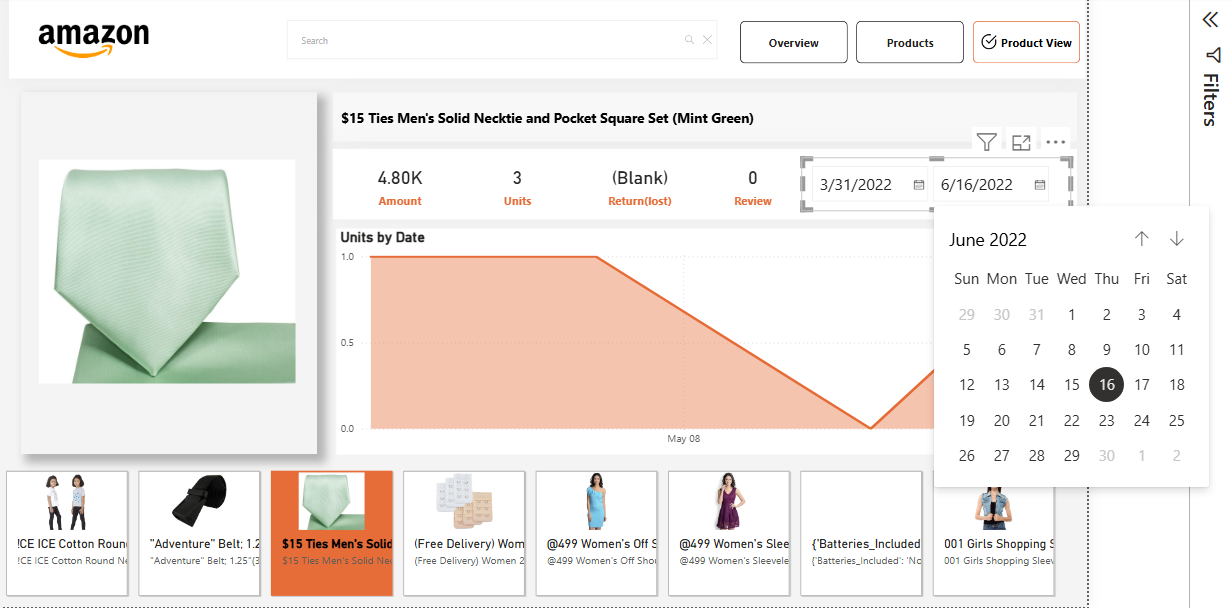 amazon
Search
Overview
Products
Product View
Filters
$15 Ties Men's Solid Necktie and Pocket Square Set (Mint Green)
4.80K
Amount
3
Units
(Blank)
Return(lost)
0
Review
3/31/2022
6/16/2022
Units by Date
1.0
0.5
0.0
May 08
June 2022
Sun Mon Tue Wed Thu Fri Sat
29 30 31 1 2 3 4
5 6 7 8 9 10 11
12 13 14 15 16 17 18
19 20 21 22 23 24 25
26 27 28 29 30 1 2
!CE ICE Cotton Roun
!CE ICE Cotton Round Ne
"Adventure" Belt; 1.2
"Adventure" Belt; 1.25"(3
$15 Ties Men's Solid
$15 Ties Men's Solid Nec
(Free Delivery) Wom
(Free Delivery) Women 2
@499 Women's Off S
@499 Women's Off Shou
@499 Women's Slee
@499 Women's Sleevele
{'Batteries_Included
{'Batteries_Included': 'No
001 Girls Shopping S
001 Girls Shopping Sleev